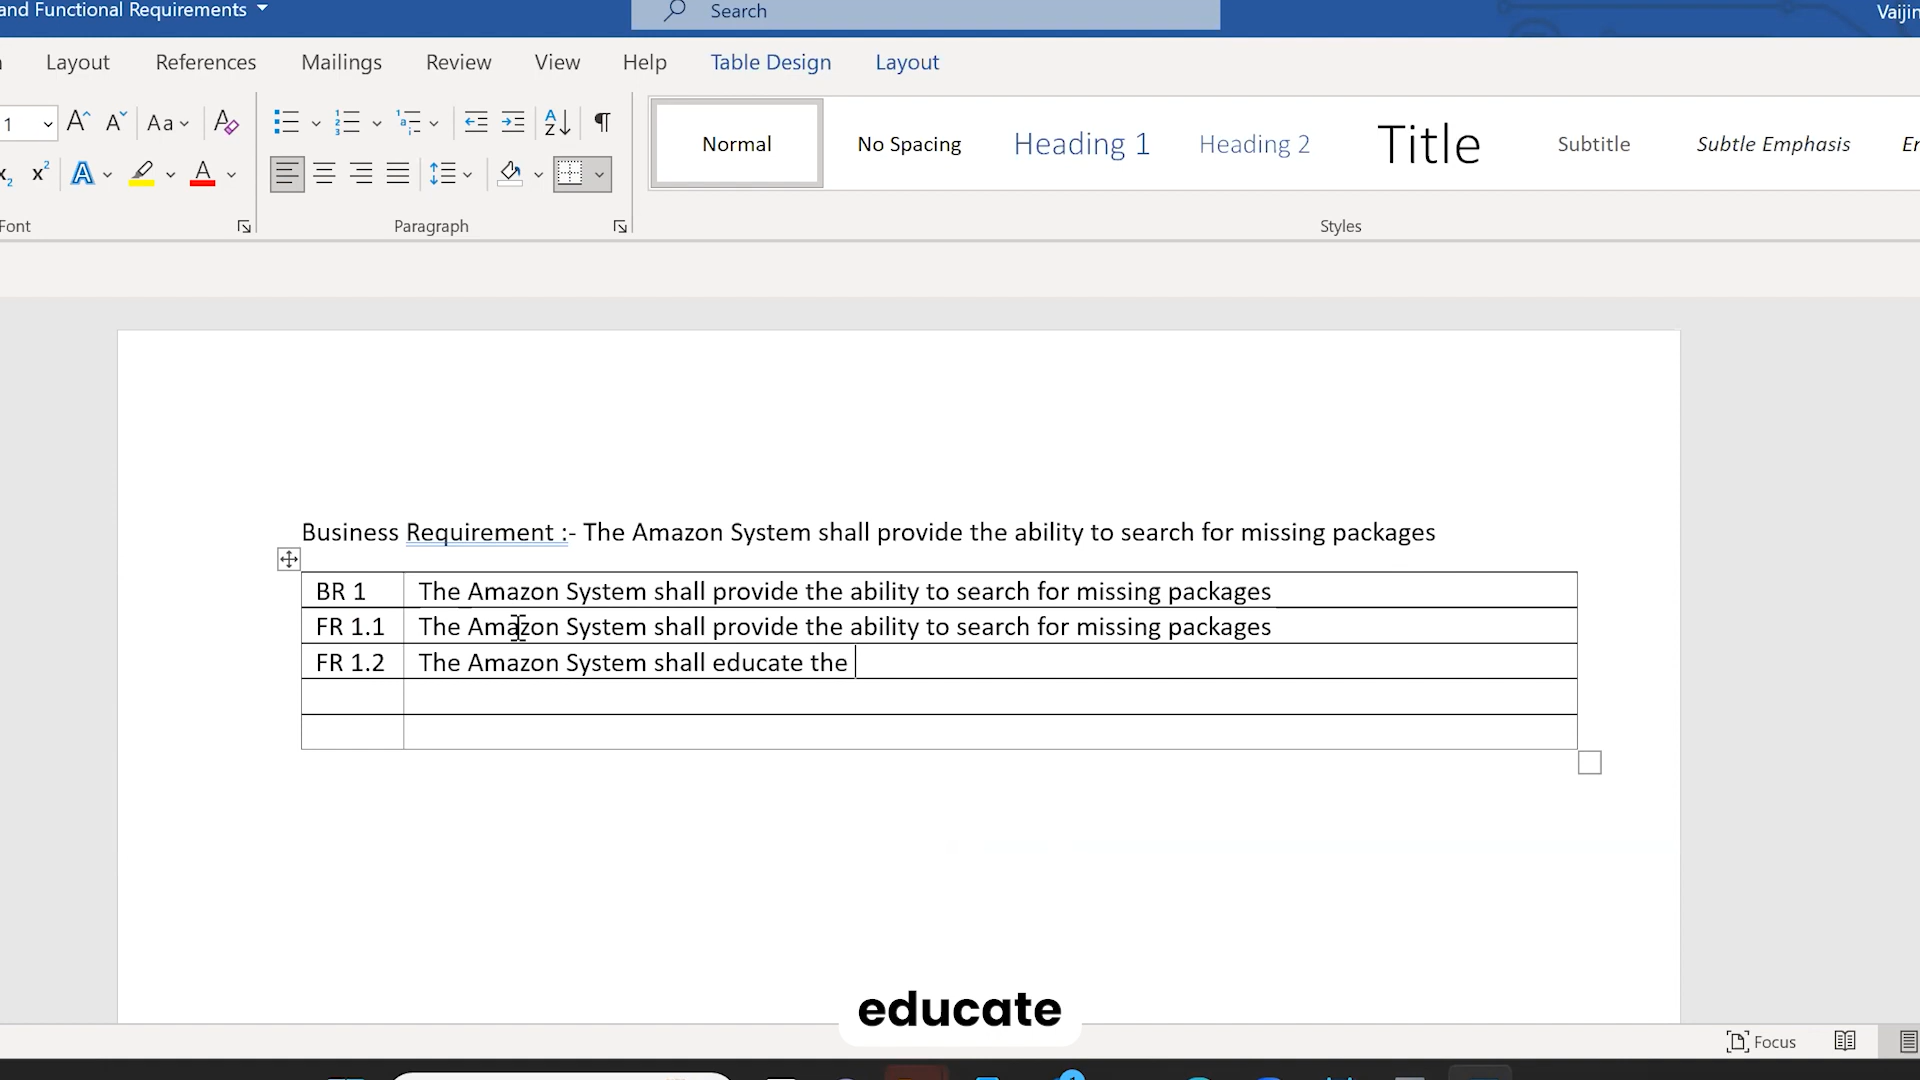 and Functional Requirements
Search
Layout References Mailings Review View Help Table Design Layout
1
Aa
Font
Paragraph
Normal
No Spacing
Heading 1
Heading 2
Title
Subtitle
Subtle Emphasis
Styles
Business Requirement :- The Amazon System shall provide the ability to search for missing packages
BR 1 The Amazon System shall provide the ability to search for missing packages
FR 1.1 The Amazon System shall provide the ability to search for missing packages
FR 1.2 The Amazon System shall educate the
educate
Focus